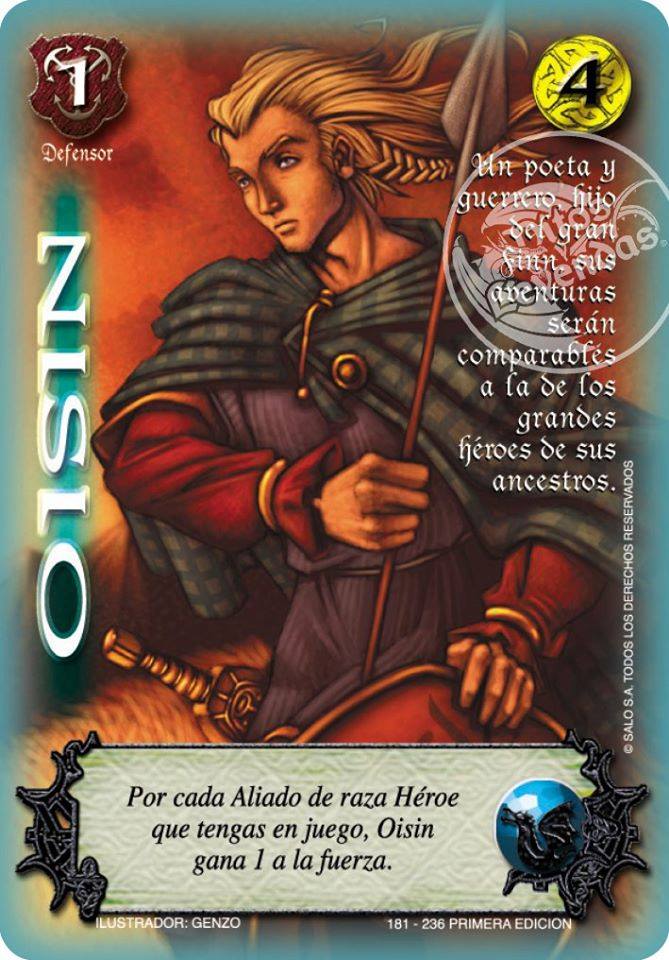 1
4
Defensor
OISIN
Un poeta y
guerrero, hijo
del gran
Finn, sus
aventuras
serán
comparables
a la de los
grandes
héroes de sus
ancestros.
© SALO S.A. TODOS LOS DERECHOS RESERVADOS
Por cada Aliado de raza Héroe
que tengas en juego, Oisin
gana 1 a la fuerza.
ILUSTRADOR: GENZO
181 - 236 PRIMERA EDICION